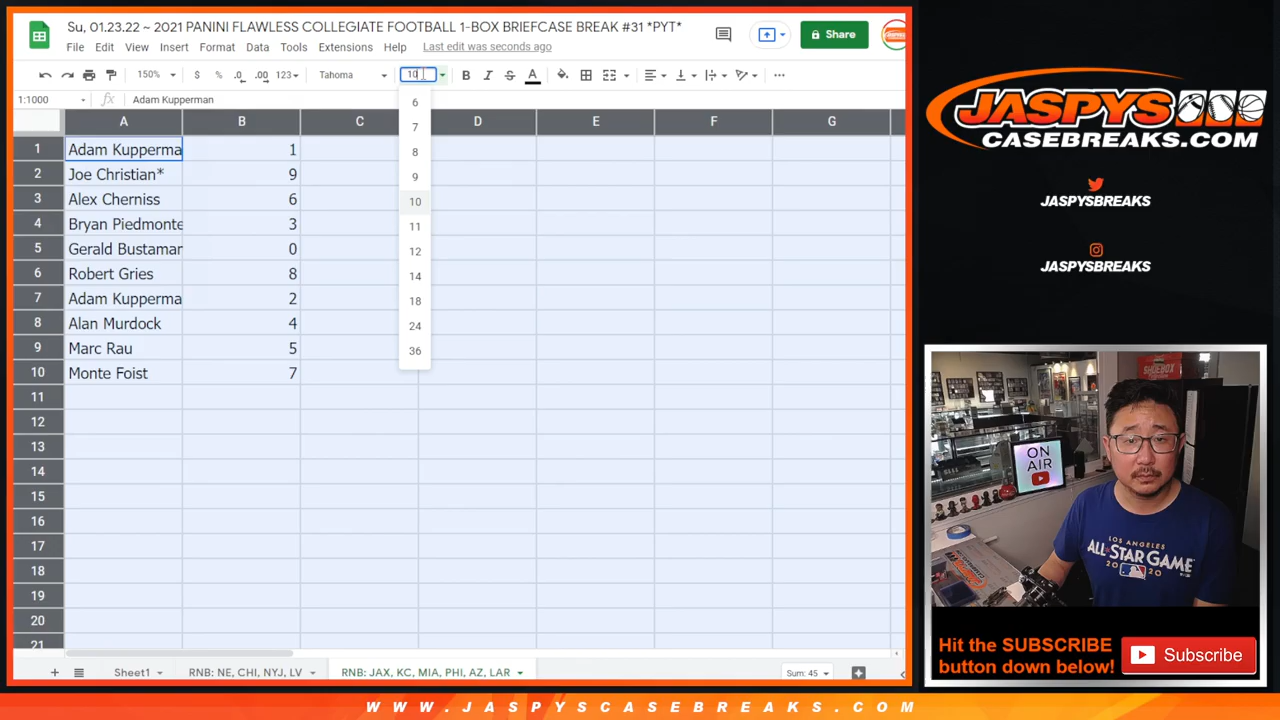 Su, 01.23.22 ~ 2021 PANINI FLAWLESS COLLEGIATE FOOTBALL 1-BOX BRIEFCASE BREAK #31 *PYT*
Share
File Edit View Insert Format Data Tools Extensions Help Last edit was seconds ago
150% $ % .0 .00 123 Tahoma 10 B I S A
1:1000 fx Adam Kupperman
A B C D E F G
1 Adam Kupperma 1
2 Joe Christian* 9
3 Alex Cherniss 6
4 Bryan Piedmonte 3
5 Gerald Bustamar 0
6 Robert Gries 8
7 Adam Kupperma 2
8 Alan Murdock 4
9 Marc Rau 5
10 Monte Foist 7
11
12
13
14
15
16
17
18
19
20
21
6
7
8
9
10
11
12
14
18
24
36
Sheet1 RNB: NE, CHI, NYJ, LV RNB: JAX, KC, MIA, PHI, AZ, LAR Sum: 45
JASPYS
CASEBREAKS.COM
JASPYSBREAKS
JASPYSBREAKS
SHOEBOX
ON
AIR
LOS ANGELES
ALL-STAR GAME
2020
Hit the SUBSCRIBE
button down below!
Subscribe
WWW.JASPYSCASEBREAKS.COM